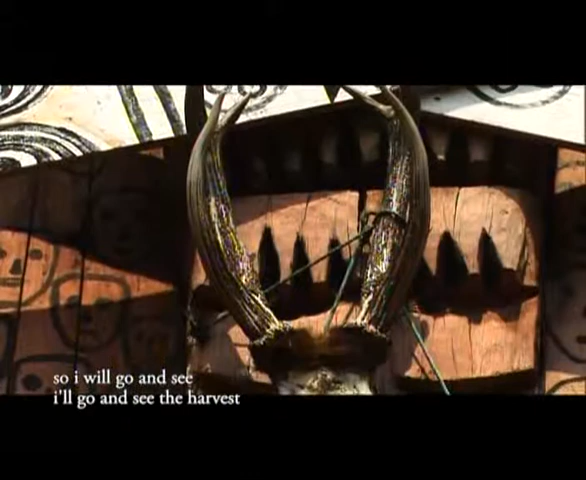 so i will go and see
i'll go and see the harvest